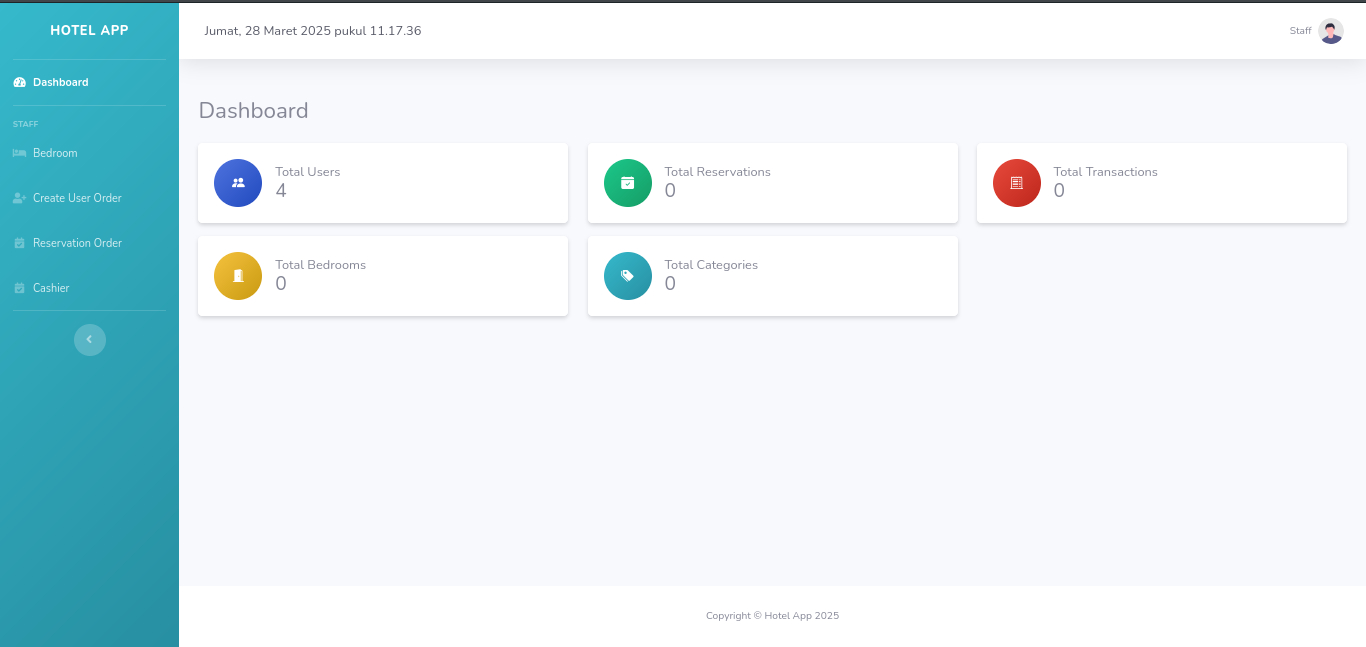 HOTEL APP
Jumat, 28 Maret 2025 pukul 11.17.36
Staff
Dashboard
STAFF
Bedroom
Create User Order
Reservation Order
Cashier
Dashboard
Total Users
4
Total Reservations
0
Total Transactions
0
Total Bedrooms
0
Total Categories
0
Copyright © Hotel App 2025